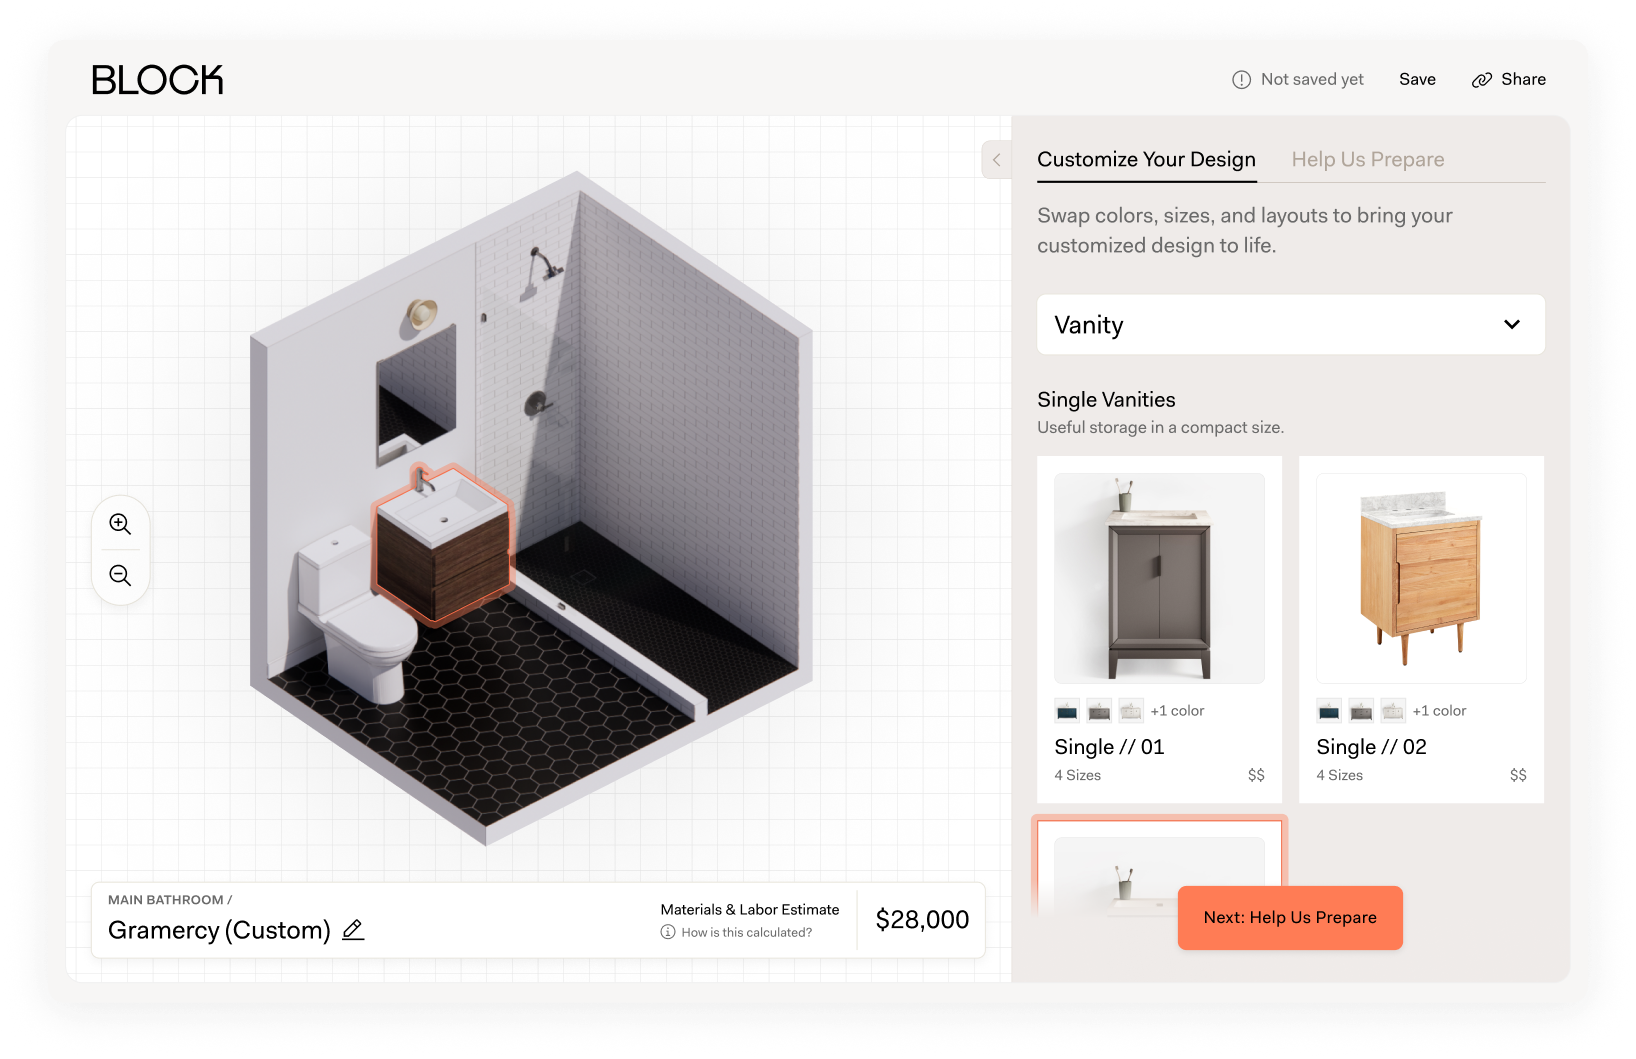 BLOCK
Not saved yet
Save
Share
Customize Your Design
Help Us Prepare
Swap colors, sizes, and layouts to bring your
customized design to life.
Vanity
Single Vanities
Useful storage in a compact size.
+1 color
Single // 01
4 Sizes
$$
+1 color
Single // 02
4 Sizes
$$
Next: Help Us Prepare
MAIN BATHROOM /
Gramercy (Custom)
Materials & Labor Estimate
How is this calculated?
$28,000